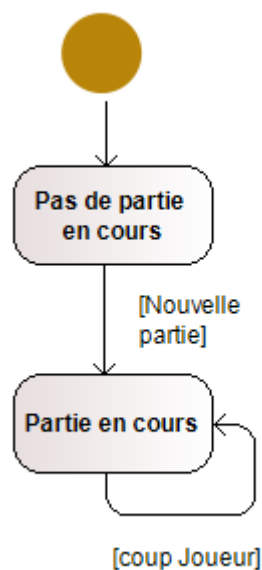 Pas de partie
en cours
[Nouvelle
partie]
Partie en cours
[coup Joueur]